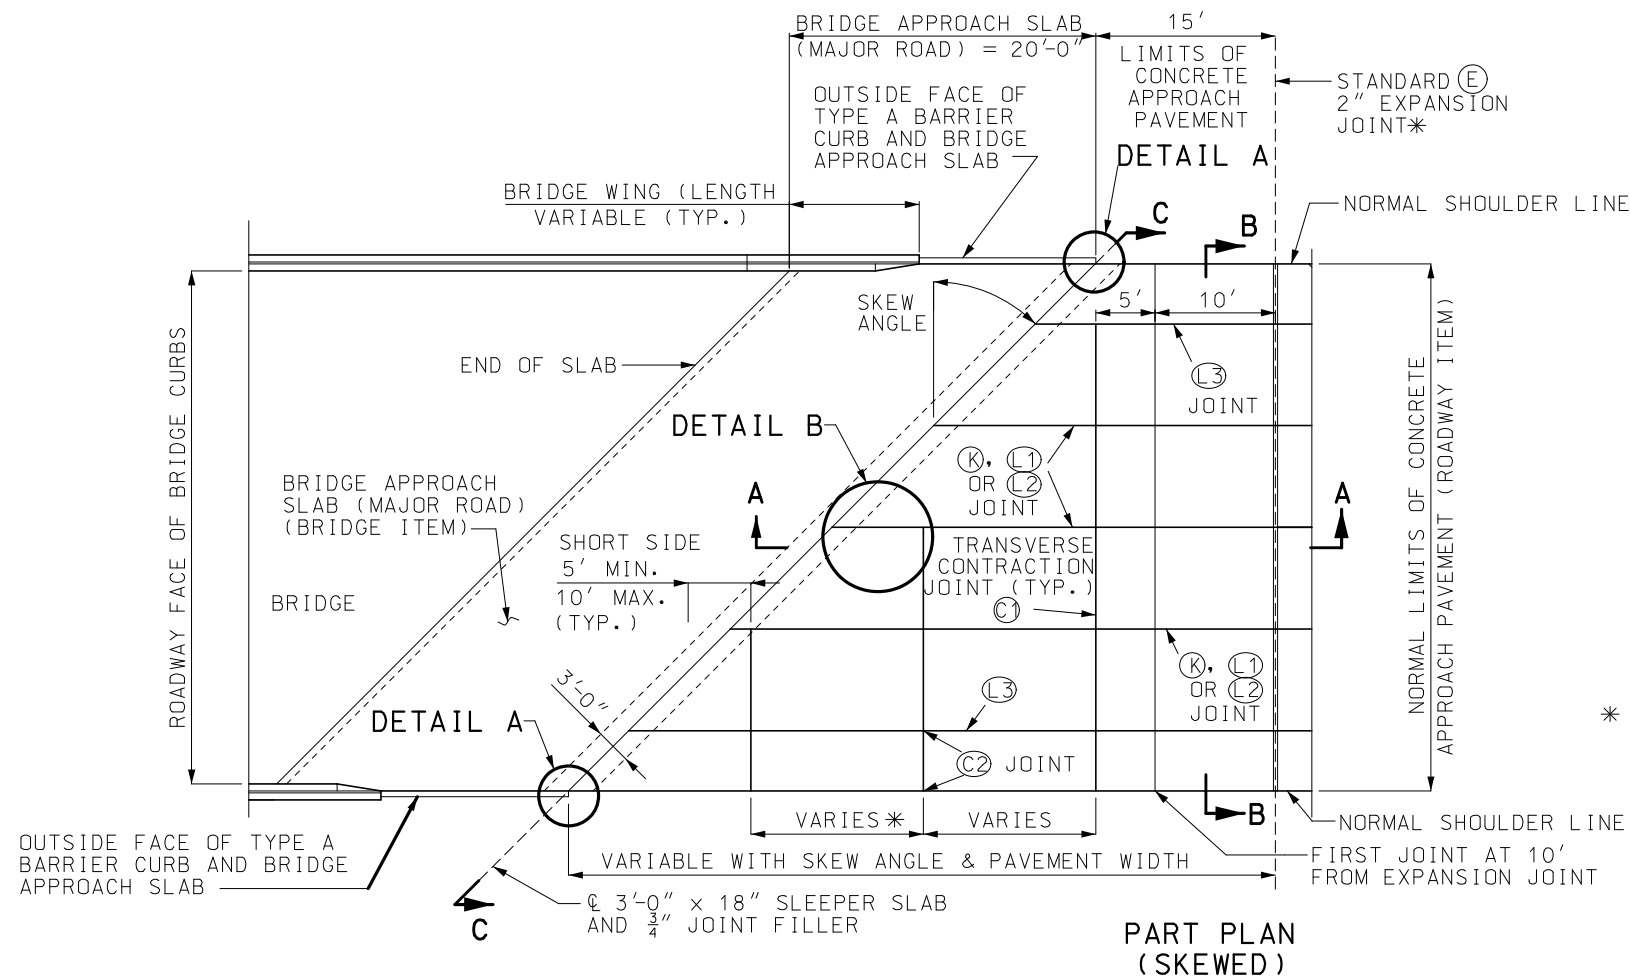 BRIDGE APPROACH SLAB
(MAJOR ROAD) = 20'-0"
15'
LIMITS OF
CONCRETE
APPROACH
PAVEMENT
STANDARD E
2" EXPANSION
JOINT*
OUTSIDE FACE OF
TYPE A BARRIER
CURB AND BRIDGE
APPROACH SLAB
DETAIL A
BRIDGE WING (LENGTH
VARIABLE (TYP.)
C
B
NORMAL SHOULDER LINE
SKEW
ANGLE
5'
10'
END OF SLAB
L3
JOINT
DETAIL B
K, L1
OR L2
JOINT
ROADWAY FACE OF BRIDGE CURBS
NORMAL LIMITS OF CONCRETE
APPROACH PAVEMENT (ROADWAY ITEM)
BRIDGE APPROACH
SLAB (MAJOR ROAD)
(BRIDGE ITEM)
A
A
SHORT SIDE
5' MIN.
10' MAX.
(TYP.)
TRANSVERSE
CONTRACTION
JOINT (TYP.)
C1
BRIDGE
K, L1
OR L2
JOINT
3'-0"
L3
*
DETAIL A
C2 JOINT
VARIES*
VARIES
B
NORMAL SHOULDER LINE
OUTSIDE FACE OF TYPE A
BARRIER CURB AND BRIDGE
APPROACH SLAB
VARIABLE WITH SKEW ANGLE & PAVEMENT WIDTH
FIRST JOINT AT 10'
FROM EXPANSION JOINT
C
℄ 3'-0" x 18" SLEEPER SLAB
AND 3/4" JOINT FILLER
PART PLAN
(SKEWED)